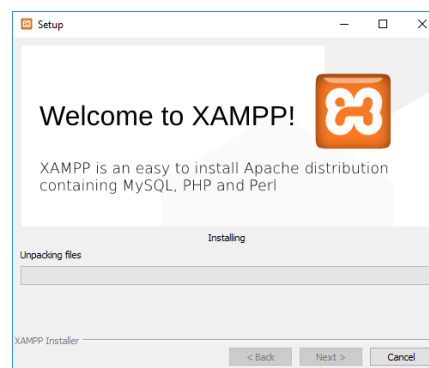 Setup
Welcome to XAMPP!
XAMPP is an easy to install Apache distribution
containing MySQL, PHP and Perl
Installing
Unpacking files
XAMPP Installer
< Back Next > Cancel